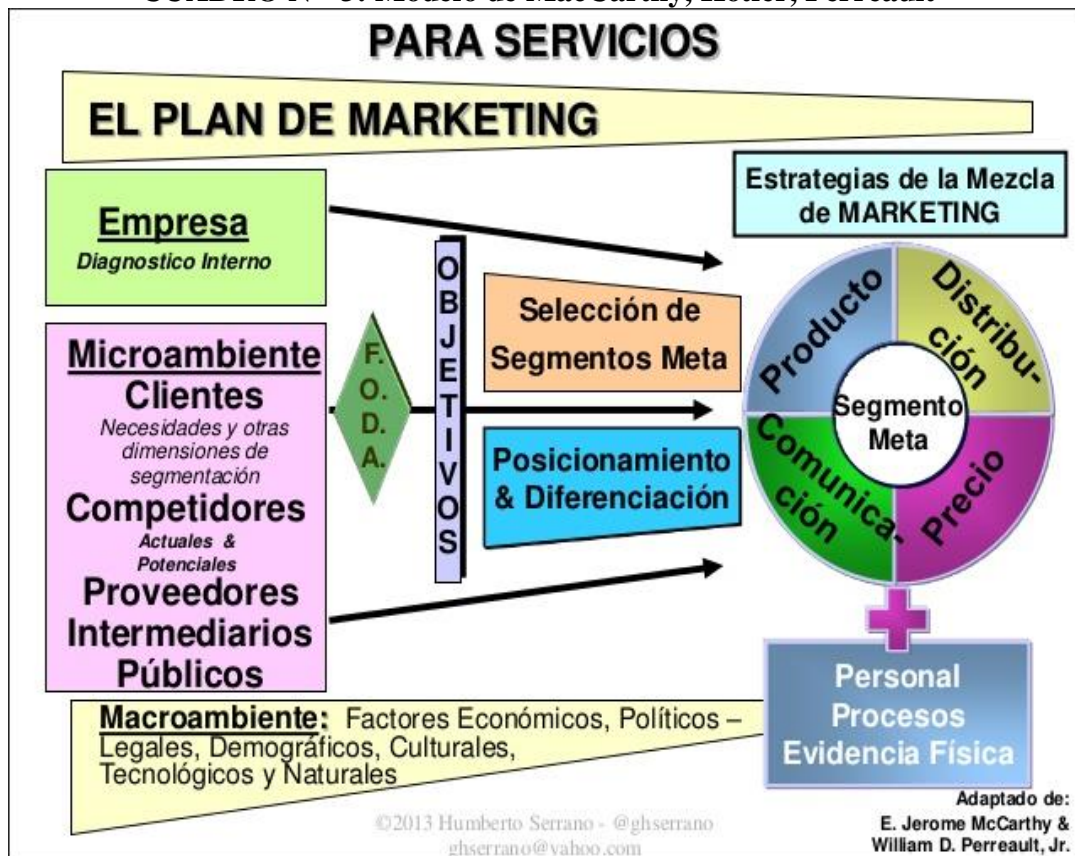 PARA SERVICIOS
EL PLAN DE MARKETING
Empresa
Diagnostico Interno
Microambiente
Clientes
Necesidades y otras
dimensiones de
segmentación
Competidores
Actuales &
Potenciales
Proveedores
Intermediarios
Públicos
F.
O.
D.
A.
OBJETIVOS
Selección de
Segmentos Meta
Posicionamiento
& Diferenciación
Estrategias de la Mezcla
de MARKETING
Producto
Distribu-
ción
Segmento
Meta
Comunica-
ción
Precio
Personal
Procesos
Evidencia Física
Macroambiente: Factores Económicos, Políticos –
Legales, Demográficos, Culturales,
Tecnológicos y Naturales
Adaptado de:
E. Jerome McCarthy &
William D. Perreault, Jr.
©2013 Humberto Serrano - @ghserrano
ghserrano@yahoo.com